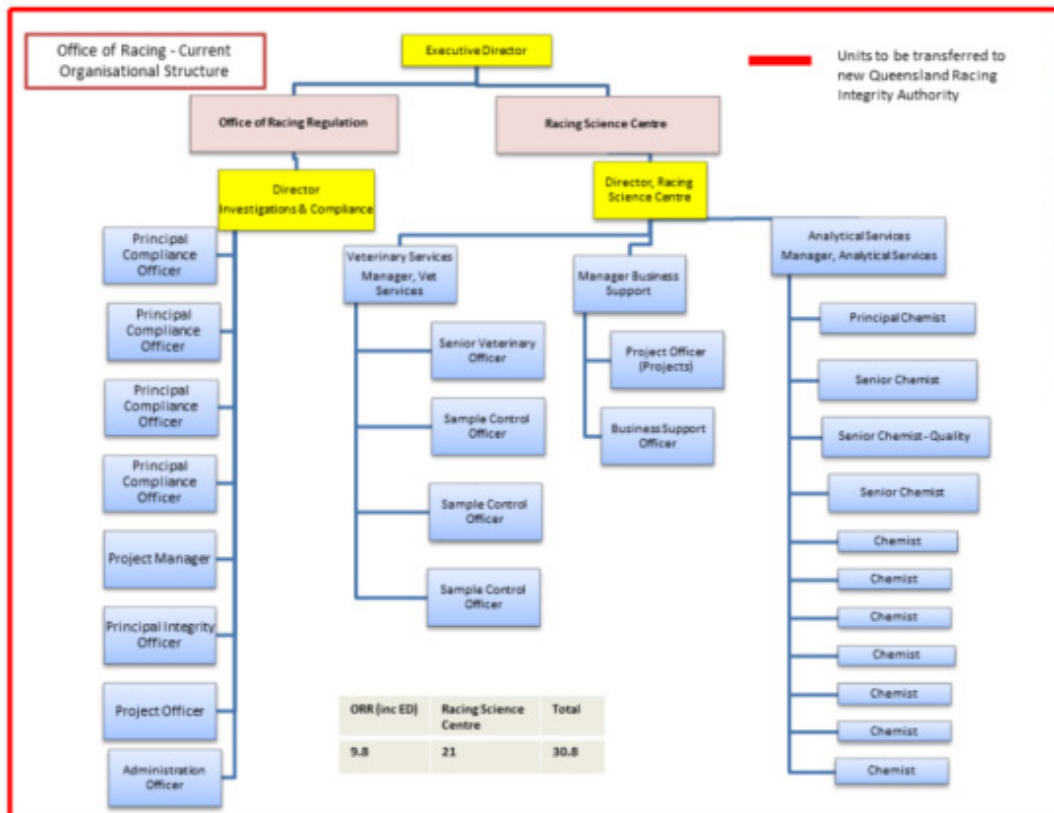 Office of Racing - Current
Organisational Structure
Executive Director
Units to be transferred to
new Queensland Racing
Integrity Authority
Office of Racing Regulation
Racing Science Centre
Director
Investigations & Compliance
Director, Racing
Science Centre
Principal
Compliance
Officer
Principal
Compliance
Officer
Principal
Compliance
Officer
Principal
Compliance
Officer
Project Manager
Principal Integrity
Officer
Project Officer
Administration
Officer
Veterinary Services
Manager, Vet
Services
Senior Veterinary
Officer
Sample Control
Officer
Sample Control
Officer
Sample Control
Officer
Manager Business
Support
Project Officer
(Projects)
Business Support
Officer
Analytical Services
Manager, Analytical Services
Principal Chemist
Senior Chemist
Senior Chemist - Quality
Senior Chemist
Chemist
Chemist
Chemist
Chemist
Chemist
Chemist
Chemist
ORR (inc ED) Racing Science Total
Centre
9.8 21 30.8